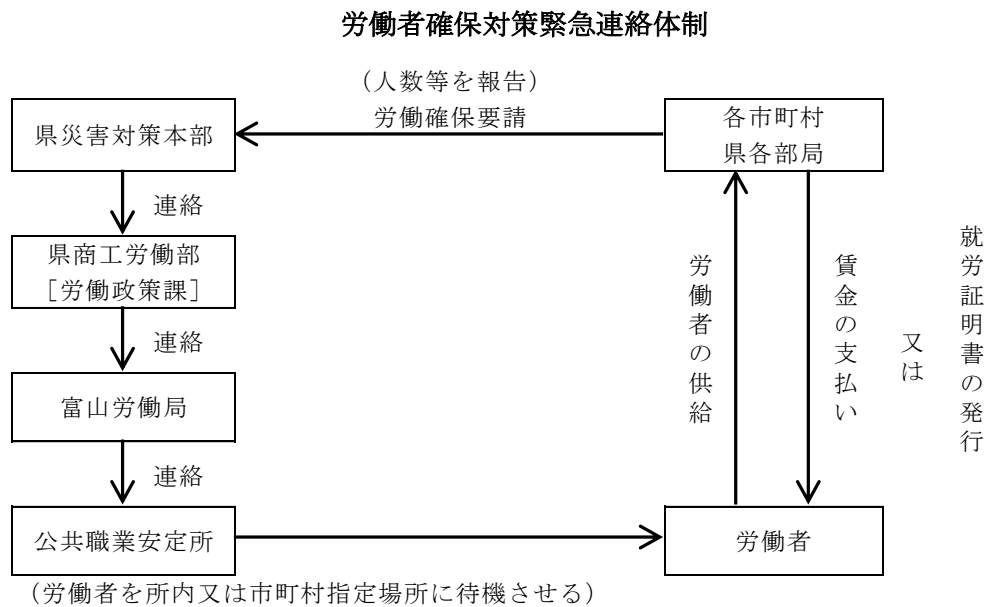 労働者確保対策緊急連絡体制
（人数等を報告）
労働確保要請
県災害対策本部
各市町村
県各部局
連絡
県商工労働部
［労働政策課］
連絡
富山労働局
連絡
公共職業安定所
労働者の供給
賃金の支払い
又は
就労証明書の発行
労働者
（労働者を所内又は市町村指定場所に待機させる）